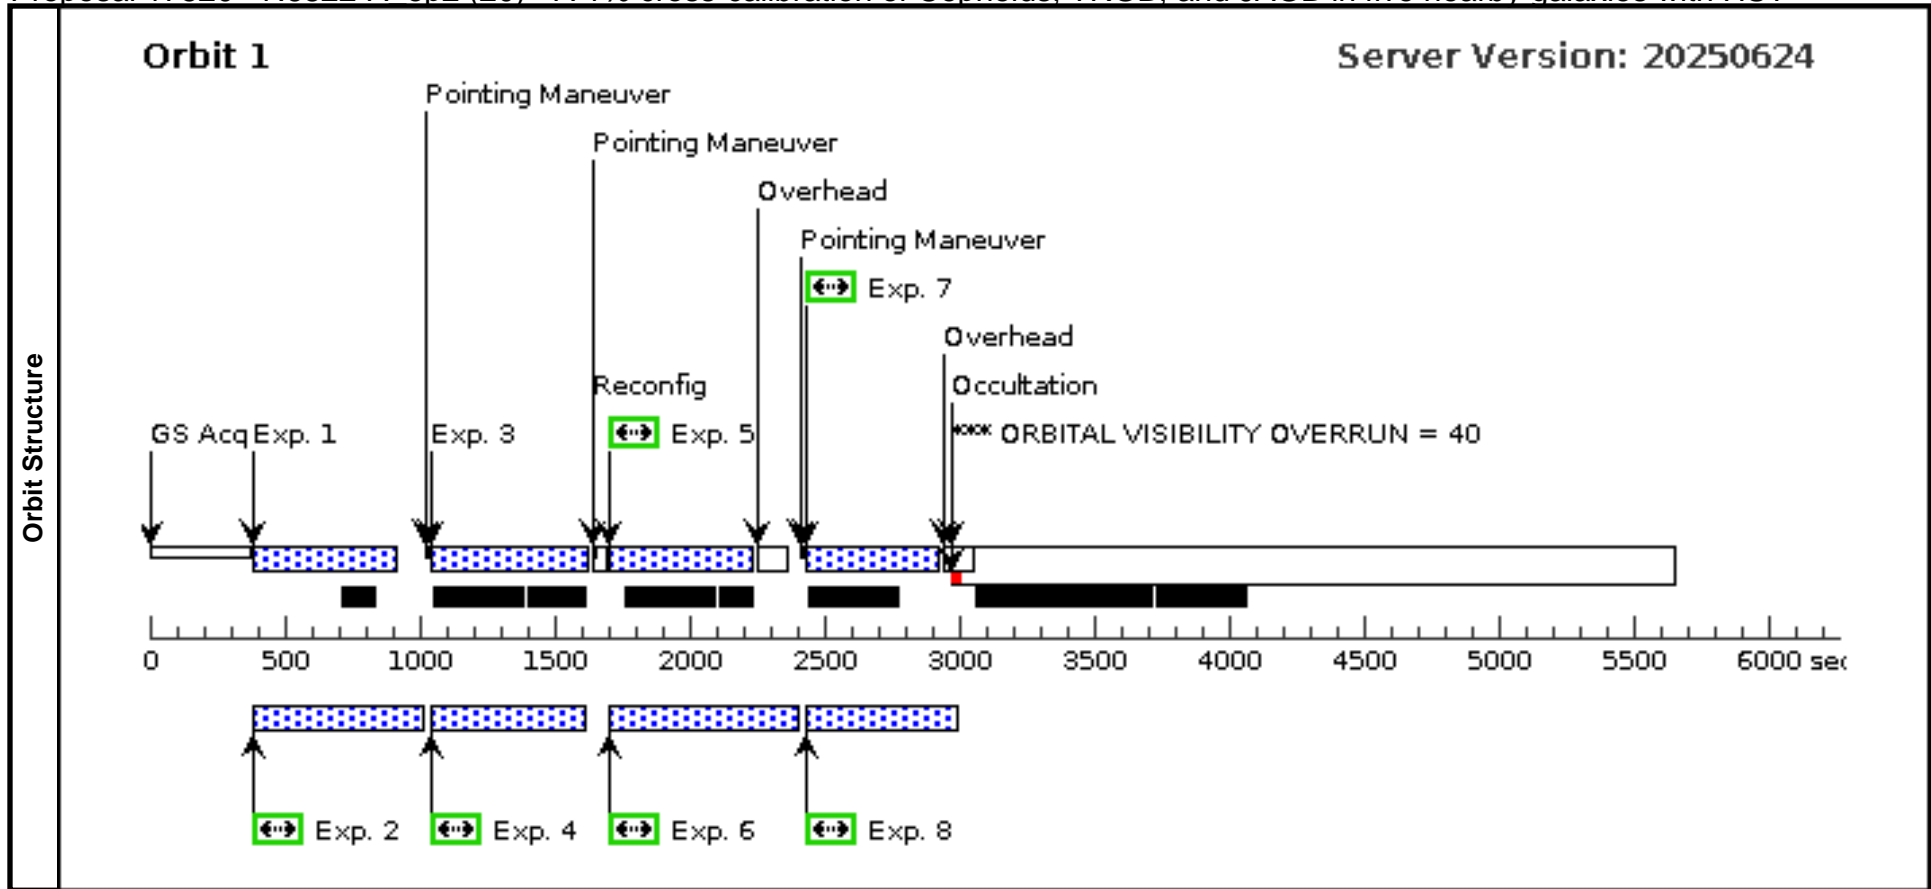 Orbit 1
Server Version: 20250624
Pointing Maneuver
Pointing Maneuver
Overhead
Pointing Maneuver
Exp. 7
Overhead
Reconfig
Occultation
GS Acq Exp. 1
Exp. 3
Exp. 5
*** ORBITAL VISIBILITY OVERRUN = 40
Orbit Structure
0 500 1000 1500 2000 2500 3000 3500 4000 4500 5000 5500 6000 sec
Exp. 2
Exp. 4
Exp. 6
Exp. 8